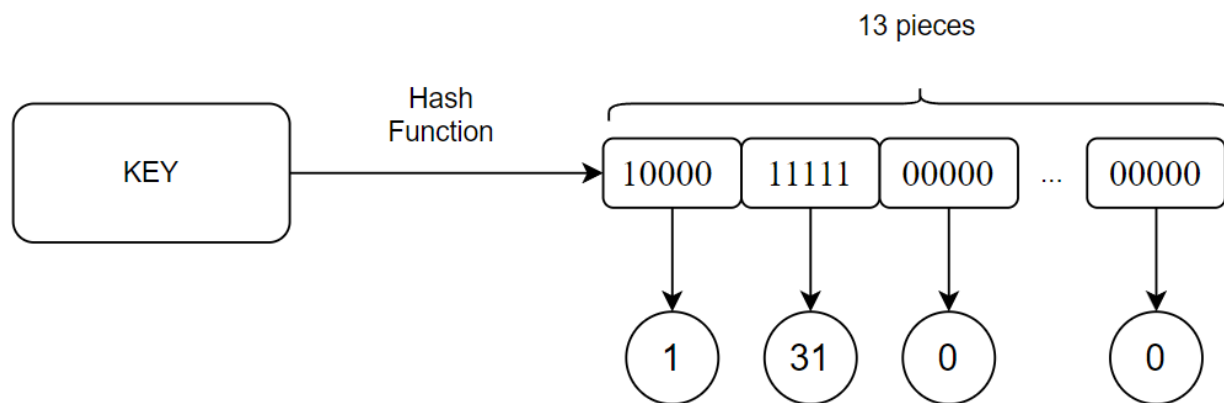 13 pieces
Hash
Function
KEY
10000 11111 00000 ... 00000
1 31 0 0